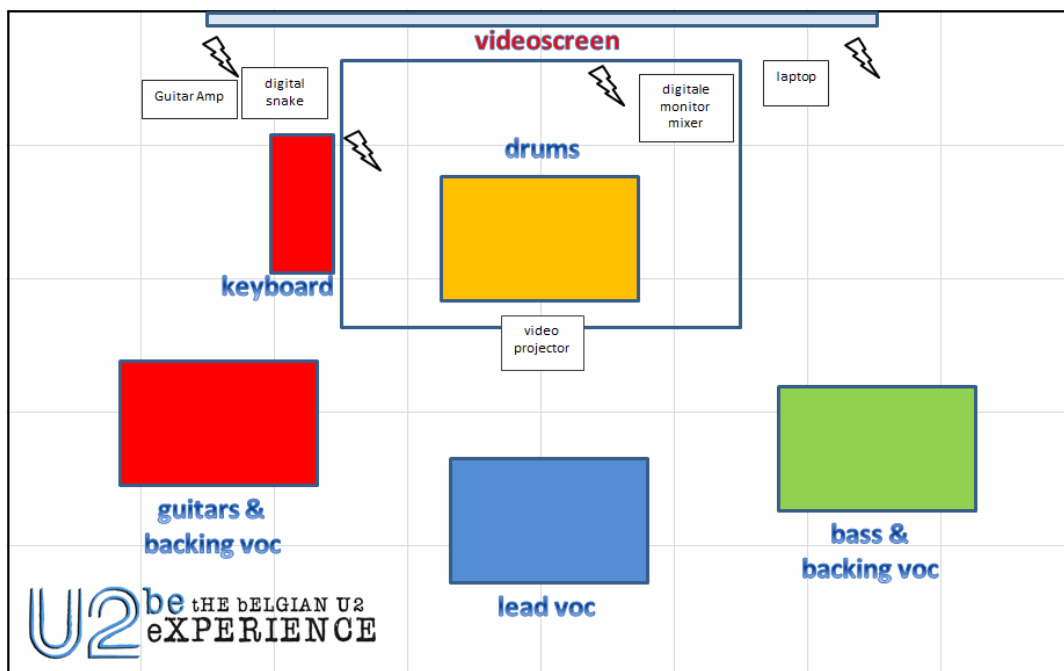 videoscreen
Guitar Amp
digital
snake
digitale
monitor
mixer
laptop
drums
keyboard
video
projector
guitars &
backing voc
bass &
backing voc
lead voc
U2 be tHE bELGIAN U2
eXPERIENCE